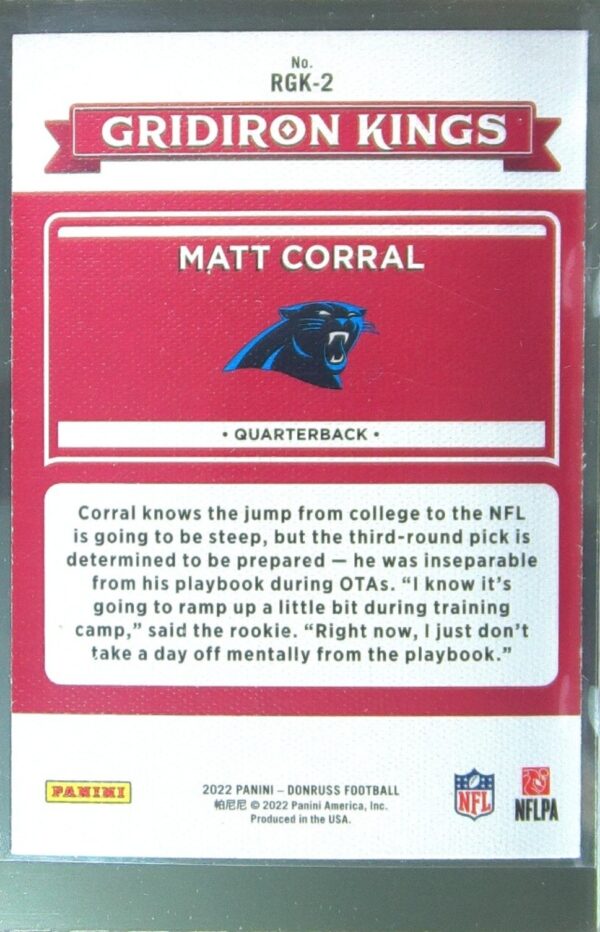 No.
RGK-2
GRIDIRON KINGS
MATT CORRAL
• QUARTERBACK •
Corral knows the jump from college to the NFL
is going to be steep, but the third-round pick is
determined to be prepared — he was inseparable
from his playbook during OTAs. “I know it’s
going to ramp up a little bit during training
camp,” said the rookie. “Right now, I just don’t
take a day off mentally from the playbook.”
PANINI
2022 PANINI – DONRUSS FOOTBALL
帕尼尼 © 2022 Panini America, Inc.
Produced in the USA.
NFL
NFLPA